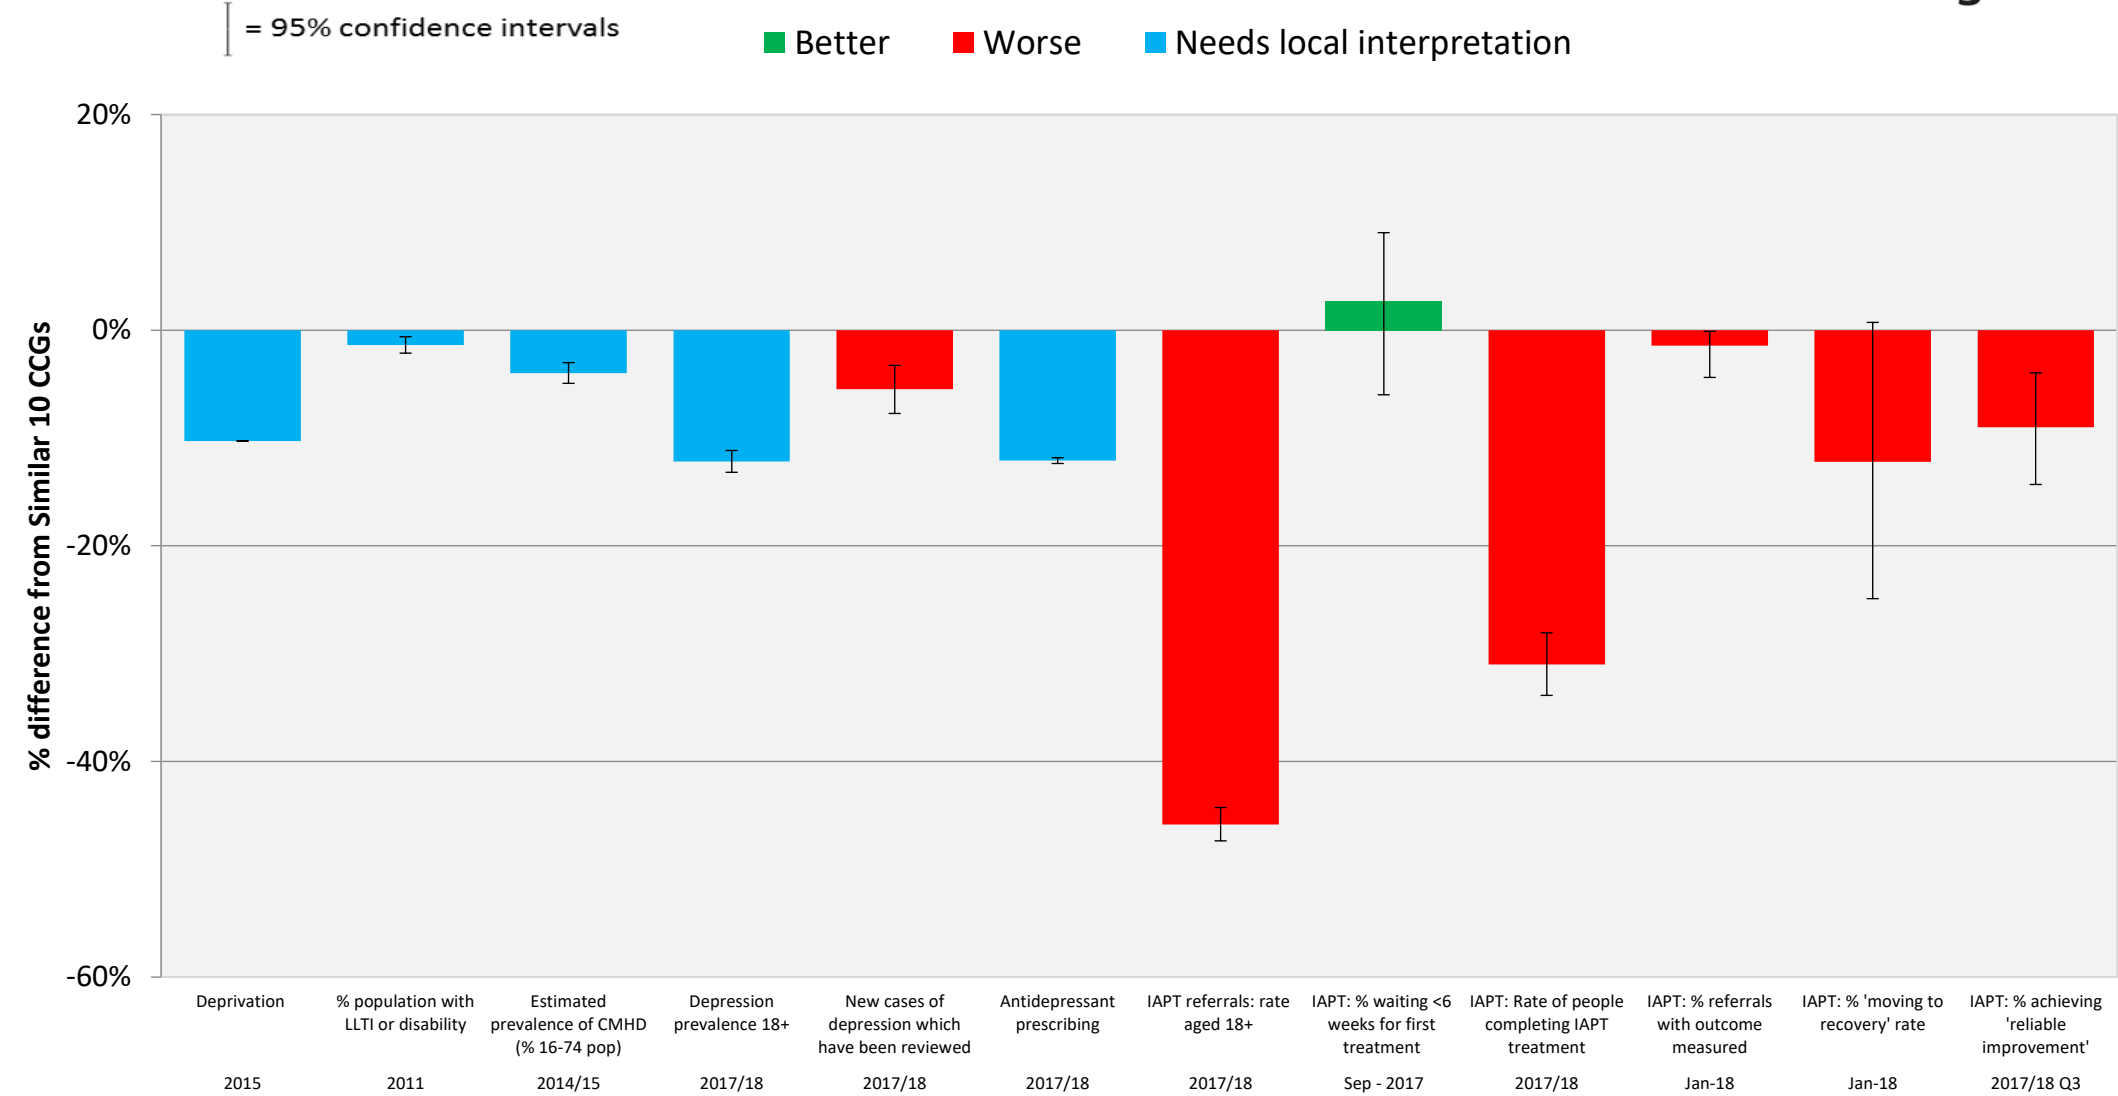 = 95% confidence intervals
Better
Worse
Needs local interpretation
20%
0%
-20%
-40%
-60%
% difference from Similar 10 CCGs
Deprivation
2015
% population with
LLTI or disability
2011
Estimated
prevalence of CMHD
(% 16-74 pop)
2014/15
Depression
prevalence 18+
2017/18
New cases of
depression which
have been reviewed
2017/18
Antidepressant
prescribing
2017/18
IAPT referrals: rate
aged 18+
2017/18
IAPT: % waiting <6
weeks for first
treatment
Sep - 2017
IAPT: Rate of people
completing IAPT
treatment
2017/18
IAPT: % referrals
with outcome
measured
Jan-18
IAPT: % 'moving to
recovery' rate
Jan-18
IAPT: % achieving
'reliable
improvement'
2017/18 Q3